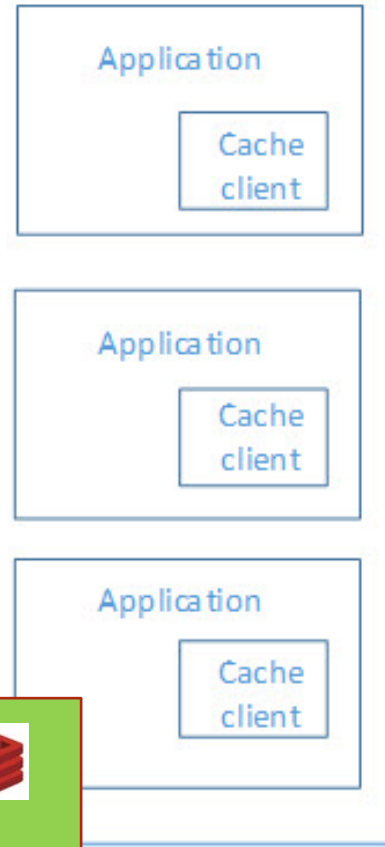 Application
Cache
client
Application
Cache
client
Application
Cache
client